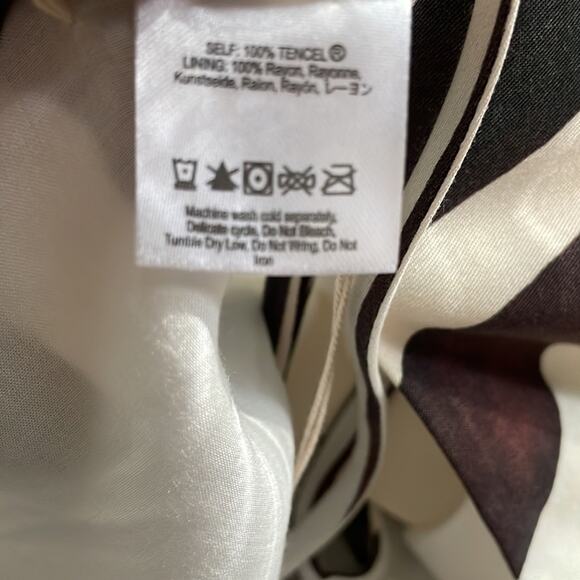 SELF: 100% TENCEL®
LINING: 100% Rayon, Rayonne,
Kunstseide, Raion, Rayón, レーヨン
Machine wash cold separately.
Delicate cycle, Do Not Bleach,
Tumble Dry Low, Do Not Wring, Do Not
Iron